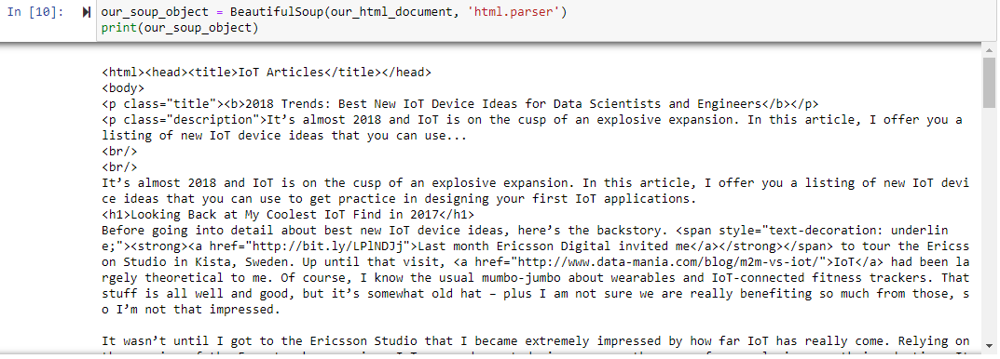 In [10]:
our_soup_object = BeautifulSoup(our_html_document, 'html.parser')
print(our_soup_object)
<html><head><title>IoT Articles</title></head>
<body>
<p class="title"><b>2018 Trends: Best New IoT Device Ideas for Data Scientists and Engineers</b></p>
<p class="description">It’s almost 2018 and IoT is on the cusp of an explosive expansion. In this article, I offer you a
listing of new IoT device ideas that you can use...
<br/>
<br/>
It’s almost 2018 and IoT is on the cusp of an explosive expansion. In this article, I offer you a listing of new IoT devi
ce ideas that you can use to get practice in designing your first IoT applications.
<h1>Looking Back at My Coolest IoT Find in 2017</h1>
Before going into detail about best new IoT device ideas, here’s the backstory. <span style="text-decoration: underlin
e;"><strong><a href="http://bit.ly/LPlNDJj">Last month Ericsson Digital invited me</a></strong></span> to tour the Ericss
on Studio in Kista, Sweden. Up until that visit, <a href="http://www.data-mania.com/blog/m2m-vs-iot/">IoT</a> had been la
rgely theoretical to me. Of course, I know the usual mumbo-jumbo about wearables and IoT-connected fitness trackers. That
stuff is all well and good, but it’s somewhat old hat – plus I am not sure we are really benefiting so much from those, s
o I’m not that impressed.
It wasn’t until I got to the Ericsson Studio that I became extremely impressed by how far IoT has really come. Relying on